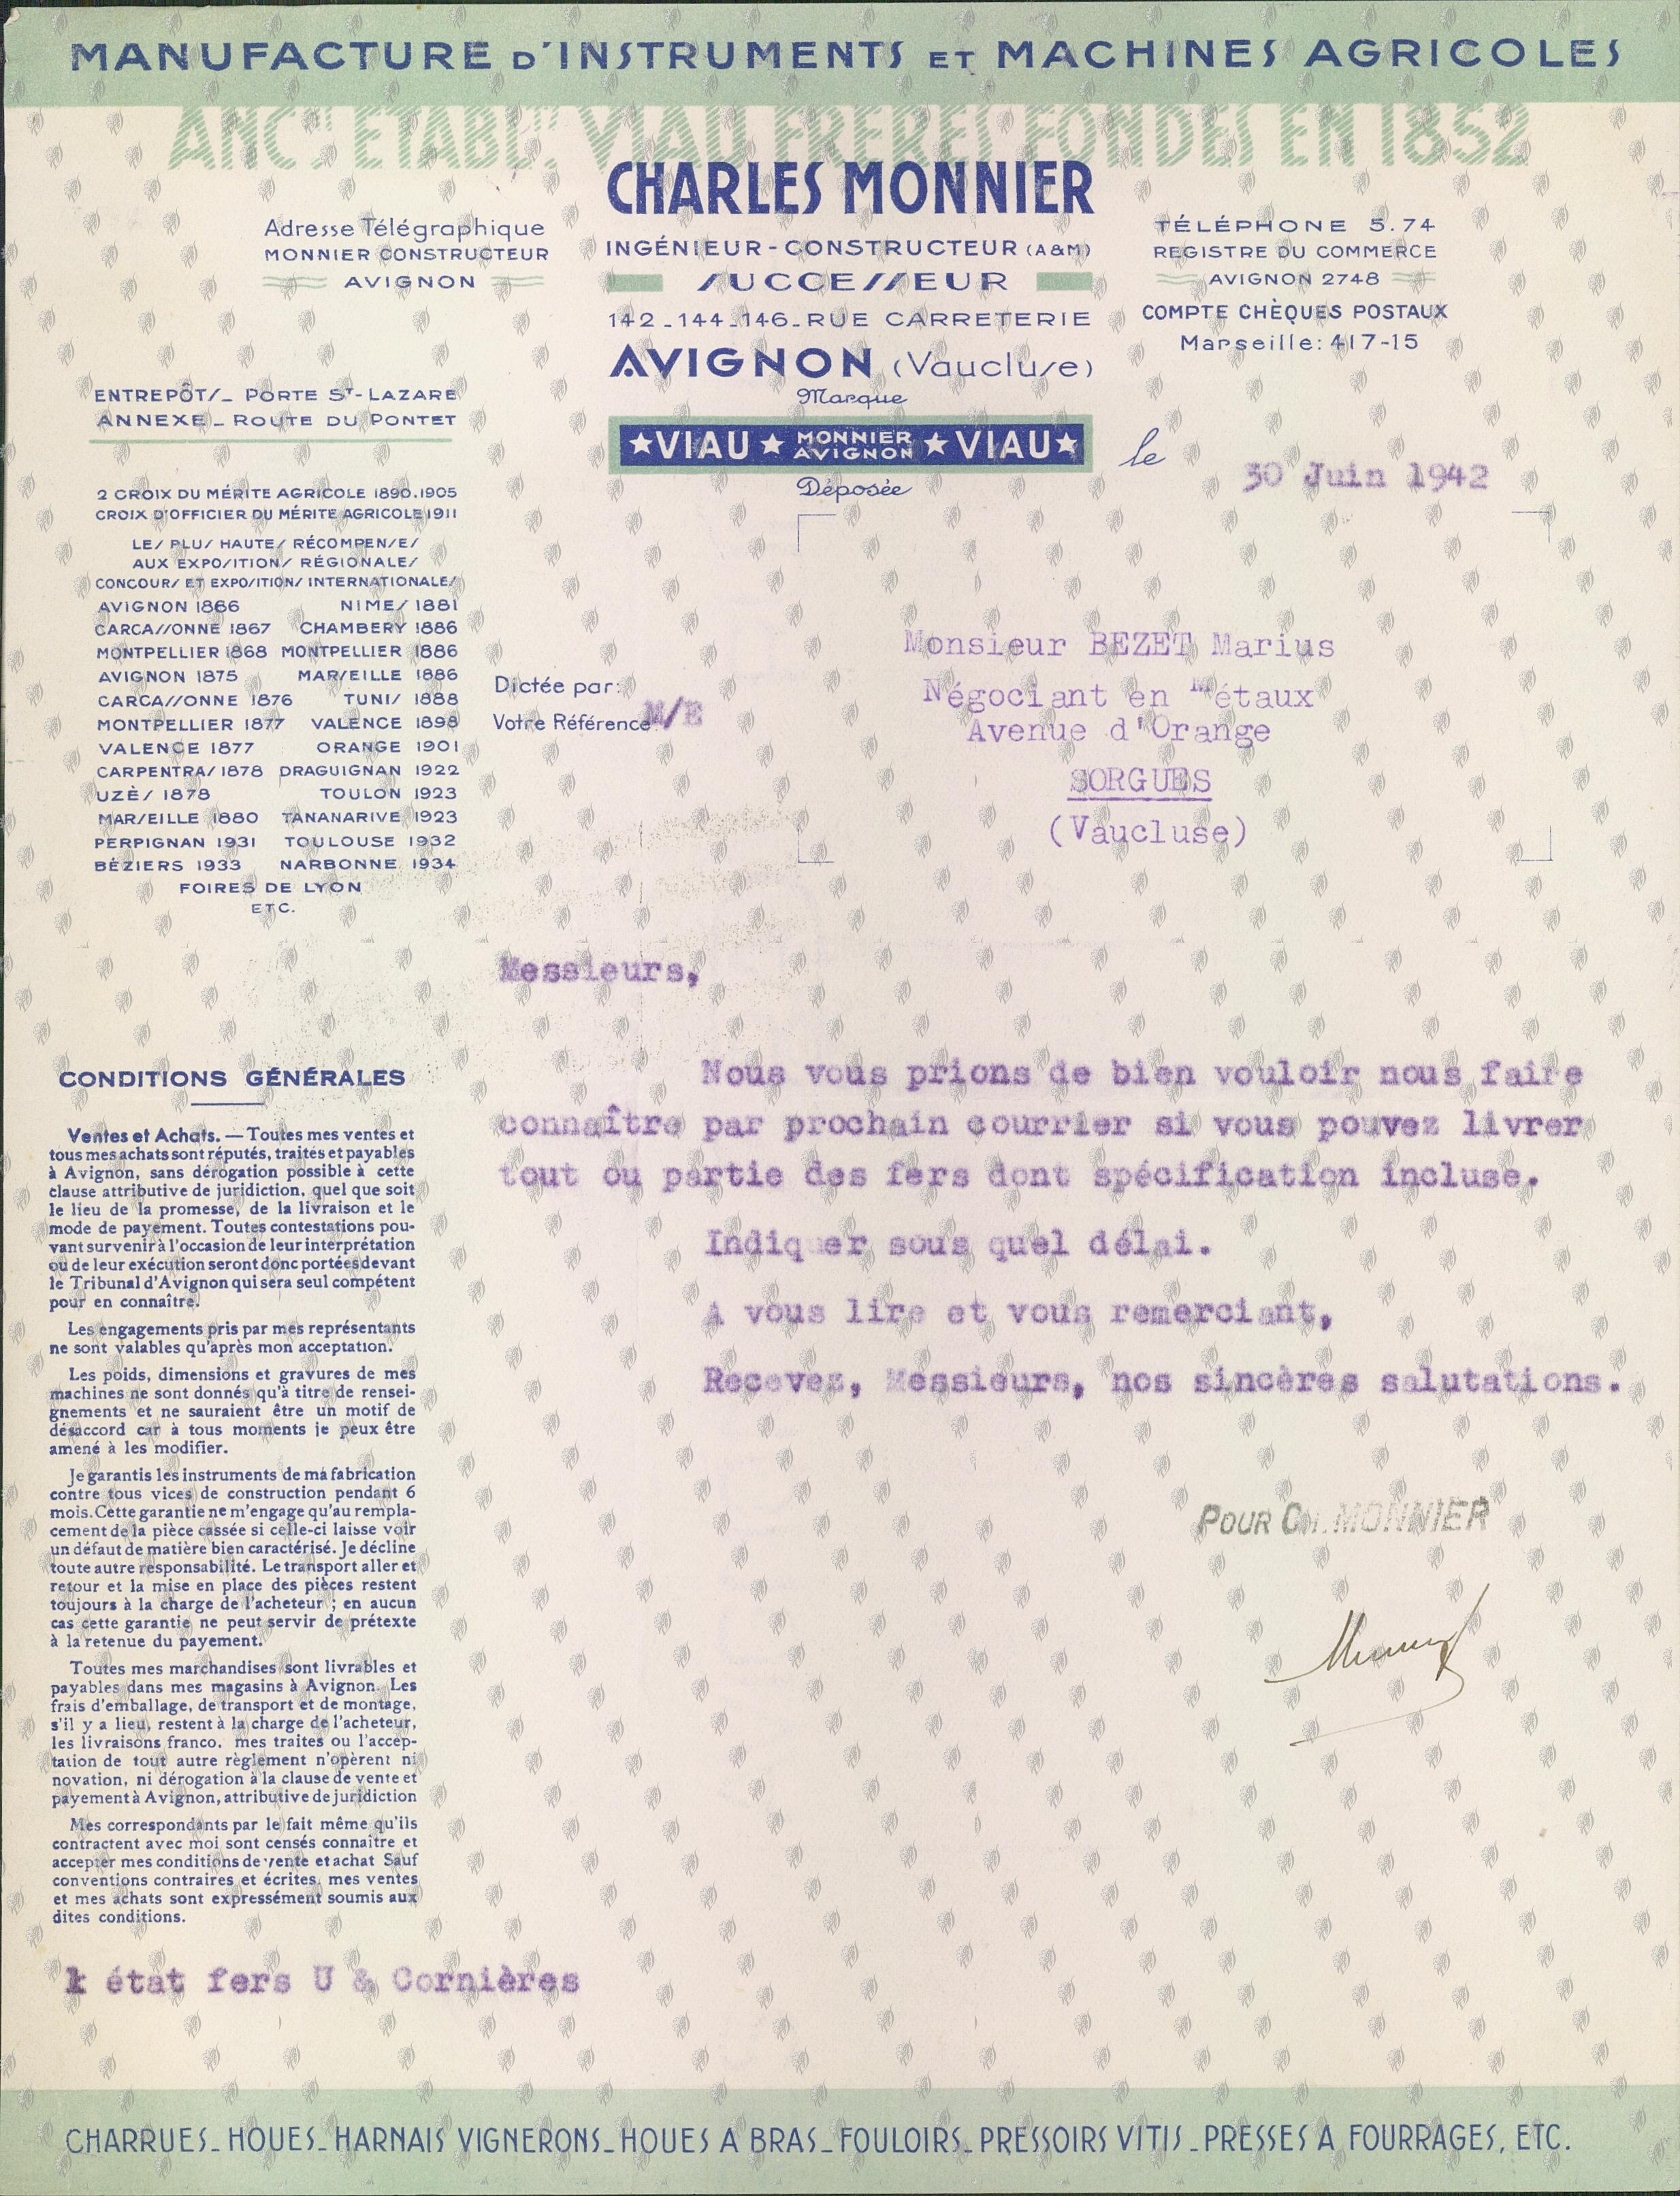 MANUFACTURE D'INSTRUMENTS ET MACHINES AGRICOLES
ANCns ETABLts VIAU FRERES FONDES EN 1852
CHARLES MONNIER
INGÉNIEUR-CONSTRUCTEUR (A&M)
SUCCESSEUR
142_144_146_RUE CARRETERIE
AVIGNON (Vaucluse)
Marque
★VIAU★ MONNIER AVIGNON ★VIAU★
Déposée
Adresse Télégraphique
MONNIER CONSTRUCTEUR
AVIGNON
TÉLÉPHONE 5.74
REGISTRE DU COMMERCE
AVIGNON 2748
COMPTE CHÈQUES POSTAUX
Marseille: 417-15
ENTREPÔTS_ PORTE ST-LAZARE
ANNEXE_ ROUTE DU PONTET
le 30 Juin 1942
2 CROIX DU MÉRITE AGRICOLE 1890.1905
CROIX D'OFFICIER DU MÉRITE AGRICOLE 1911
LES PLUS HAUTES RÉCOMPENSES
AUX EXPOSITIONS RÉGIONALES
CONCOURS ET EXPOSITIONS INTERNATIONALES
AVIGNON 1866 NIMES 1881
CARCASSONNE 1867 CHAMBERY 1886
MONTPELLIER 1868 MONTPELLIER 1886
AVIGNON 1875 MARSEILLE 1886
CARCASSONNE 1876 TUNIS 1888
MONTPELLIER 1877 VALENCE 1898
VALENCE 1877 ORANGE 1901
CARPENTRAS 1878 DRAGUIGNAN 1922
UZÈS 1878 TOULON 1923
MARSEILLE 1880 TANANARIVE 1923
PERPIGNAN 1931 TOULOUSE 1932
BÉZIERS 1933 NARBONNE 1934
FOIRES DE LYON
ETC.
Dictée par:
Votre Référence M/E
Monsieur BEZET Marius
Négociant en Métaux
Avenue d'Orange
SORGUES
(Vaucluse)
Messieurs,
Nous vous prions de bien vouloir nous faire
connaître par prochain courrier si vous pouvez livrer
tout ou partie des fers dont spécification incluse.
Indiquer sous quel délai.
A vous lire et vous remerciant,
Recevez, Messieurs, nos sincères salutations.
POUR CH. MONNIER
CONDITIONS GÉNÉRALES
Ventes et Achats. — Toutes mes ventes et
tous mes achats sont réputés, traités et payables
à Avignon, sans dérogation possible à cette
clause attributive de juridiction, quel que soit
le lieu de la promesse, de la livraison et le
mode de payement. Toutes contestations pou-
vant survenir à l'occasion de leur interprétation
ou de leur exécution seront donc portées devant
le Tribunal d'Avignon qui sera seul compétent
pour en connaître.
Les engagements pris par mes représentants
ne sont valables qu'après mon acceptation.
Les poids, dimensions et gravures de mes
machines ne sont donnés qu'à titre de rensei-
gnements et ne sauraient être un motif de
désaccord car à tous moments je peux être
amené à les modifier.
Je garantis les instruments de ma fabrication
contre tous vices de construction pendant 6
mois. Cette garantie ne m'engage qu'au rempla-
cement de la pièce cassée si celle-ci laisse voir
un défaut de matière bien caractérisé. Je décline
toute autre responsabilité. Le transport aller et
retour et la mise en place des pièces restent
toujours à la charge de l'acheteur ; en aucun
cas cette garantie ne peut servir de prétexte
à la retenue du payement.
Toutes mes marchandises sont livrables et
payables dans mes magasins à Avignon. Les
frais d'emballage, de transport et de montage,
s'il y a lieu, restent à la charge de l'acheteur,
les livraisons franco, mes traites ou l'accep-
tation de tout autre règlement n'opèrent ni
novation, ni dérogation à la clause de vente et
payement à Avignon, attributive de juridiction
Mes correspondants par le fait même qu'ils
contractent avec moi sont censés connaître et
accepter mes conditions de vente et achat Sauf
conventions contraires et écrites, mes ventes
et mes achats sont expressément soumis aux
dites conditions.
1 état fers U & Cornières
CHARRUES_HOUES_HARNAIS VIGNERONS_HOUES A BRAS_FOULOIRS_PRESSOIRS VITIS_PRESSES A FOURRAGES, ETC.